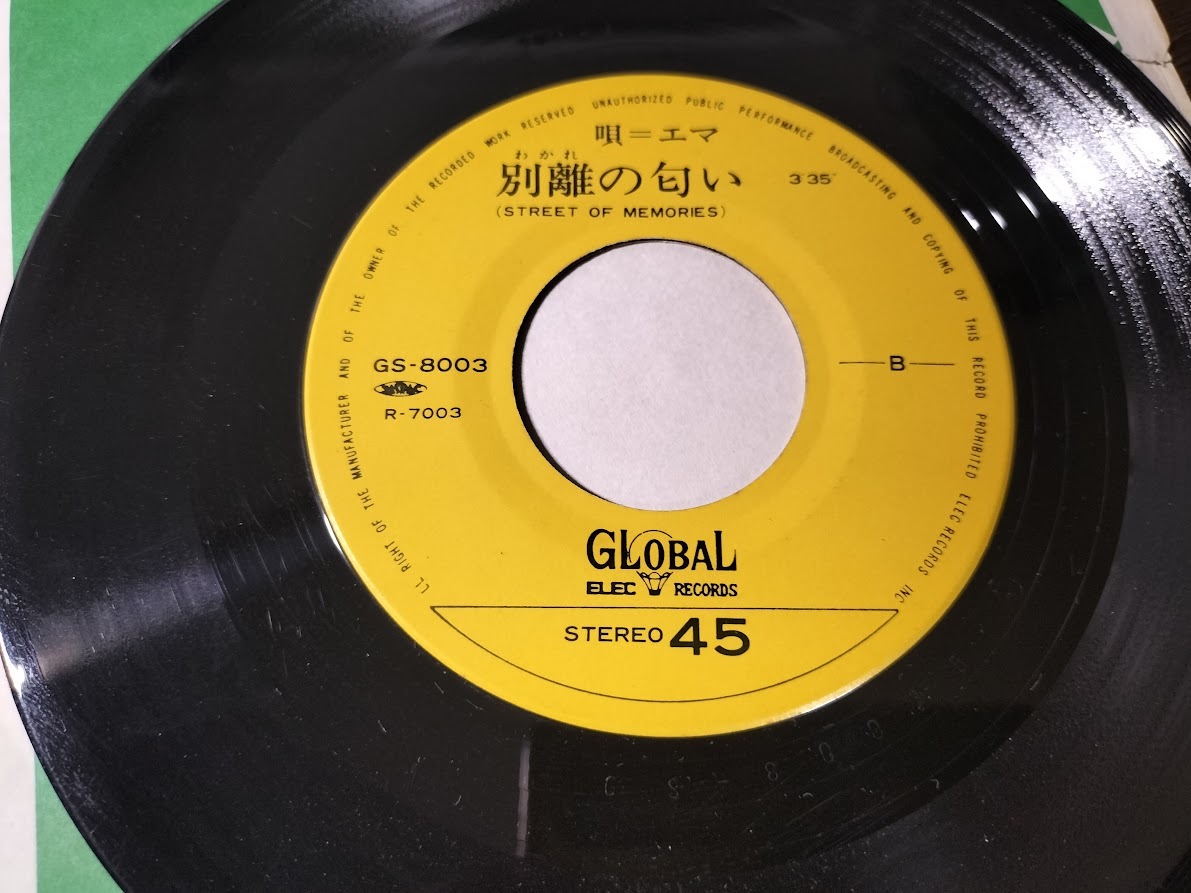 LL RIGHT OF THE MANUFACTURER AND OF THE OWNER OF THE RECORDED WORK RESERVED UNAUTHORIZED PUBLIC PERFORMANCE BROADCASTING AND COPYING OF THIS RECORD PROHIBITED ELEC RECORDS INC
唄=エマ
わかれ
別離の匂い 3'35"
(STREET OF MEMORIES)
GS-8003
R-7003
B
GLOBAL
ELEC RECORDS
STEREO 45